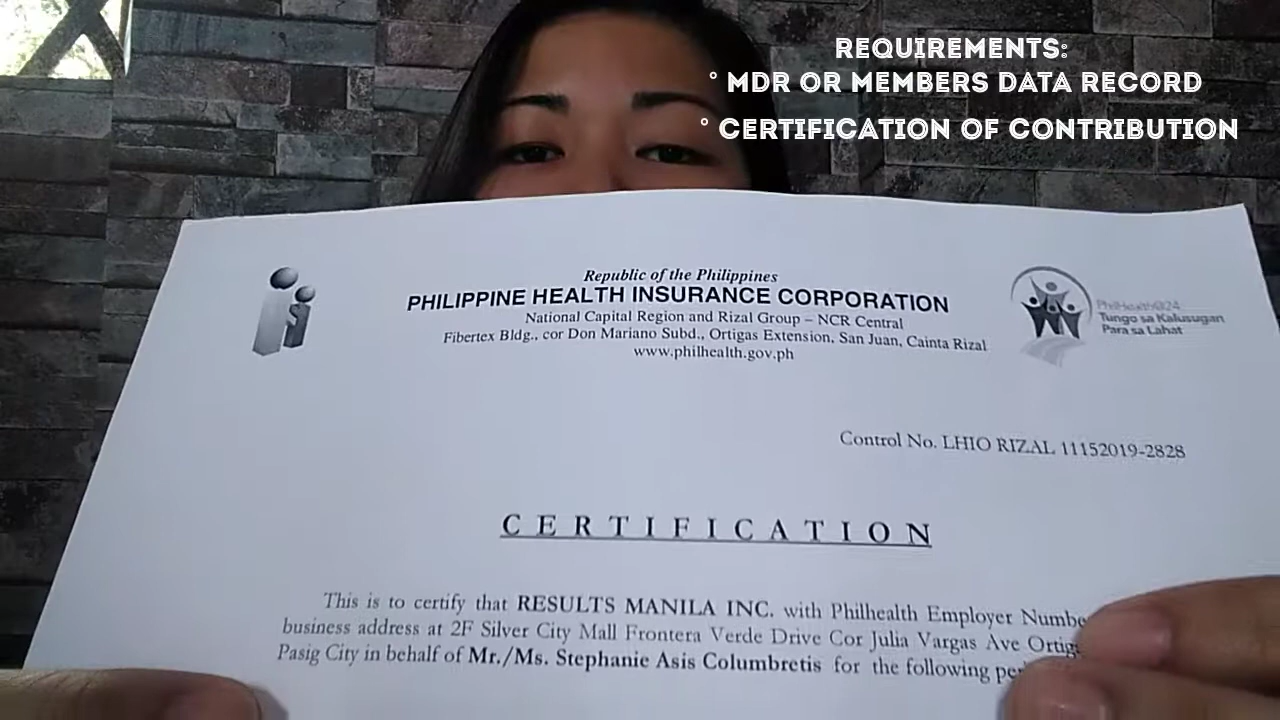 REQUIREMENTS:
° MDR OR MEMBERS DATA RECORD
° CERTIFICATION OF CONTRIBUTION
Republic of the Philippines
PHILIPPINE HEALTH INSURANCE CORPORATION
National Capital Region and Rizal Group – NCR Central
Fibertex Bldg., cor Don Mariano Subd., Ortigas Extension, San Juan, Cainta Rizal
www.philhealth.gov.ph
PhilHealth@24
Tungo sa Kalusugan
Para sa Lahat
Control No. LHIO RIZAL 11152019-2828
CERTIFICATION
This is to certify that RESULTS MANILA INC. with Philhealth Employer
business address at 2F Silver City Mall Frontera Verde Drive Cor Julia Vargas Ave
Pasig City in behalf of Mr./Ms. Stephanie Asis Columbretis for the following